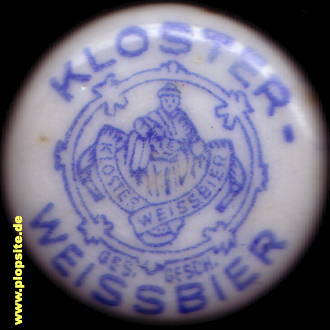 KLOSTER-
KLOSTER WEISSBIER
GES. GESCH.
WEISSBIER
www.plopsite.de